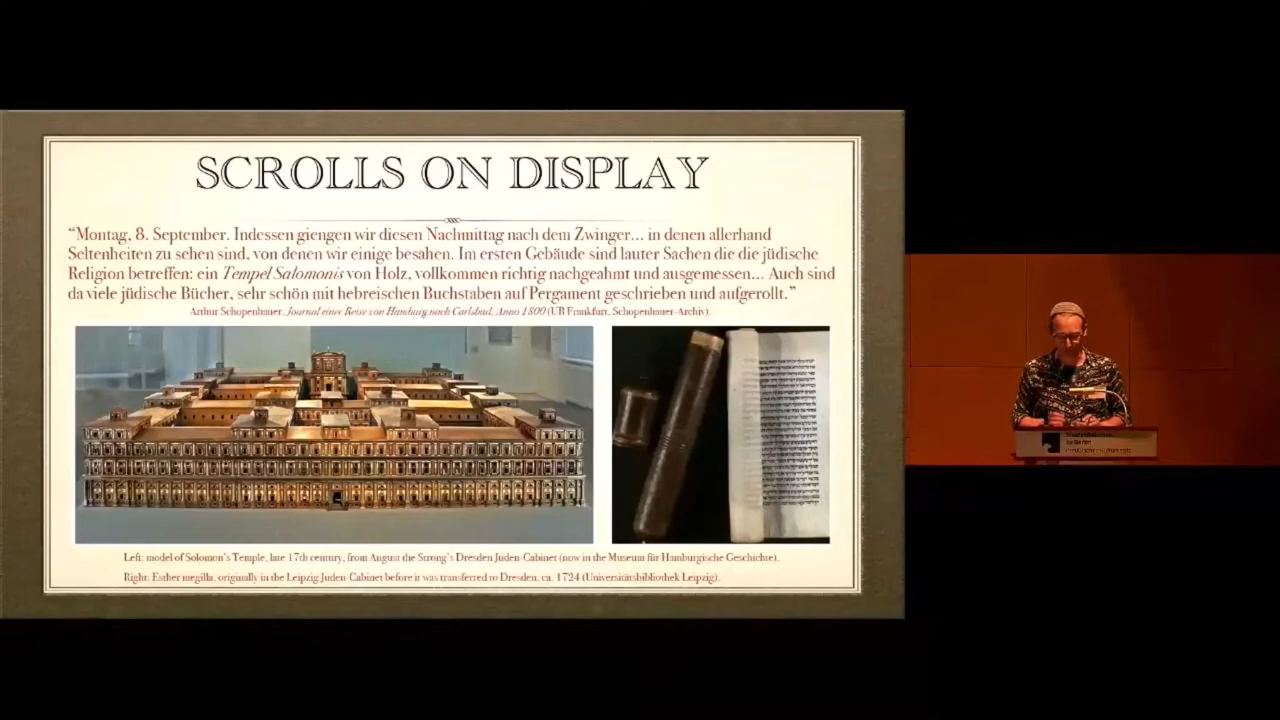 SCROLLS ON DISPLAY
“Montag, 8. September. Indessen giengen wir diesen Nachmittag nach dem Zwinger... in denen allerhand
Seltenheiten zu sehen sind, von denen wir einige besahen. Im ersten Gebäude sind lauter Sachen die die jüdische
Religion betreffen: ein Tempel Salomonis von Holz, vollkommen richtig nachgeahmt und ausgemessen... Auch sind
da viele jüdische Bücher, sehr schön mit hebreischen Buchstaben auf Pergament geschrieben und aufgerollt.”
Arthur Schopenhauer, Journal einer Reise von Hamburg nach Carlsbad, Anno 1800 (UB Frankfurt, Schopenhauer-Archiv).
Left: model of Solomon's Temple, late 17th century, from August the Strong's Dresden Juden-Cabinet (now in the Museum für Hamburgische Geschichte).
Right: Esther megilla, originally in the Leipzig Juden-Cabinet before it was transferred to Dresden, ca. 1724 (Universitätsbibliothek Leipzig).